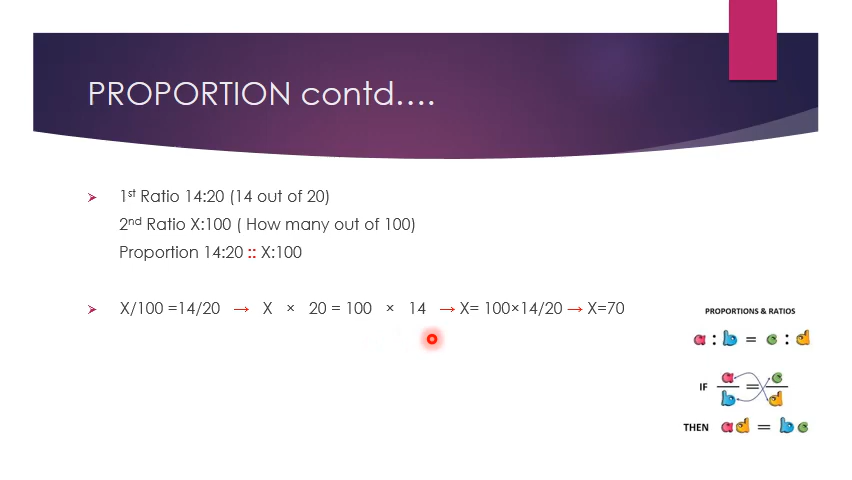 PROPORTION contd....
1st Ratio 14:20 (14 out of 20)
2nd Ratio X:100 ( How many out of 100)
Proportion 14:20 :: X:100
X/100 =14/20 → X × 20 = 100 × 14 → X= 100×14/20 → X=70
PROPORTIONS & RATIOS
a : b = c : d
IF a/b = c/d
THEN ad = bc